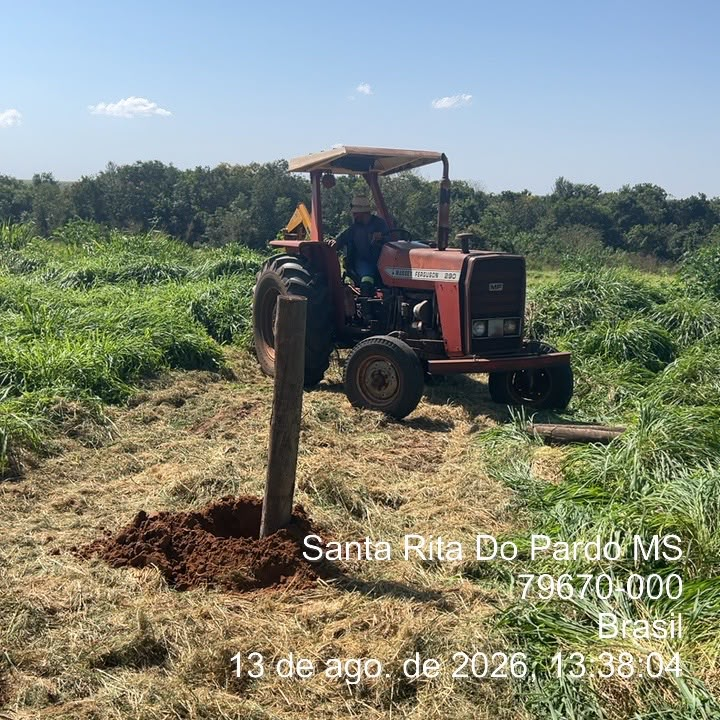 MASSEY FERGUSON 290
MF
Santa Rita Do Pardo MS
79670-000
Brasil
13 de ago. de 2026, 13:38:04